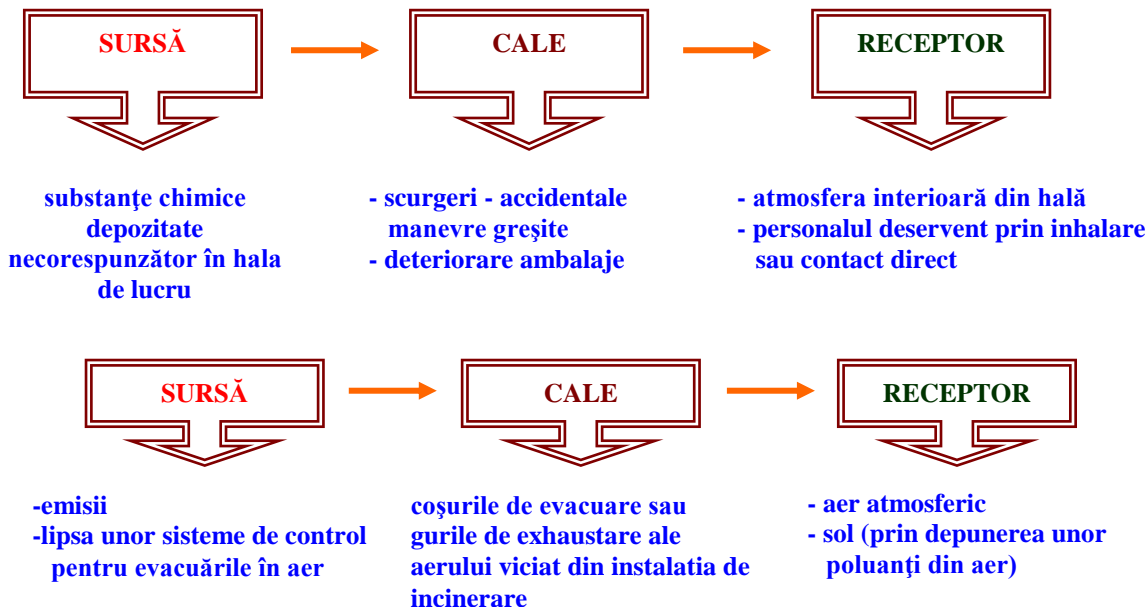 SURSĂ
CALE
RECEPTOR
substanţe chimice
depozitate
necorespunzător în hala
de lucru
- scurgeri - accidentale
manevre greşite
- deteriorare ambalaje
- atmosfera interioară din hală
- personalul deservent prin inhalare
sau contact direct
SURSĂ
CALE
RECEPTOR
-emisii
-lipsa unor sisteme de control
pentru evacuările în aer
coşurile de evacuare sau
gurile de exhaustare ale
aerului viciat din instalatia de
incinerare
- aer atmosferic
- sol (prin depunerea unor
poluanţi din aer)